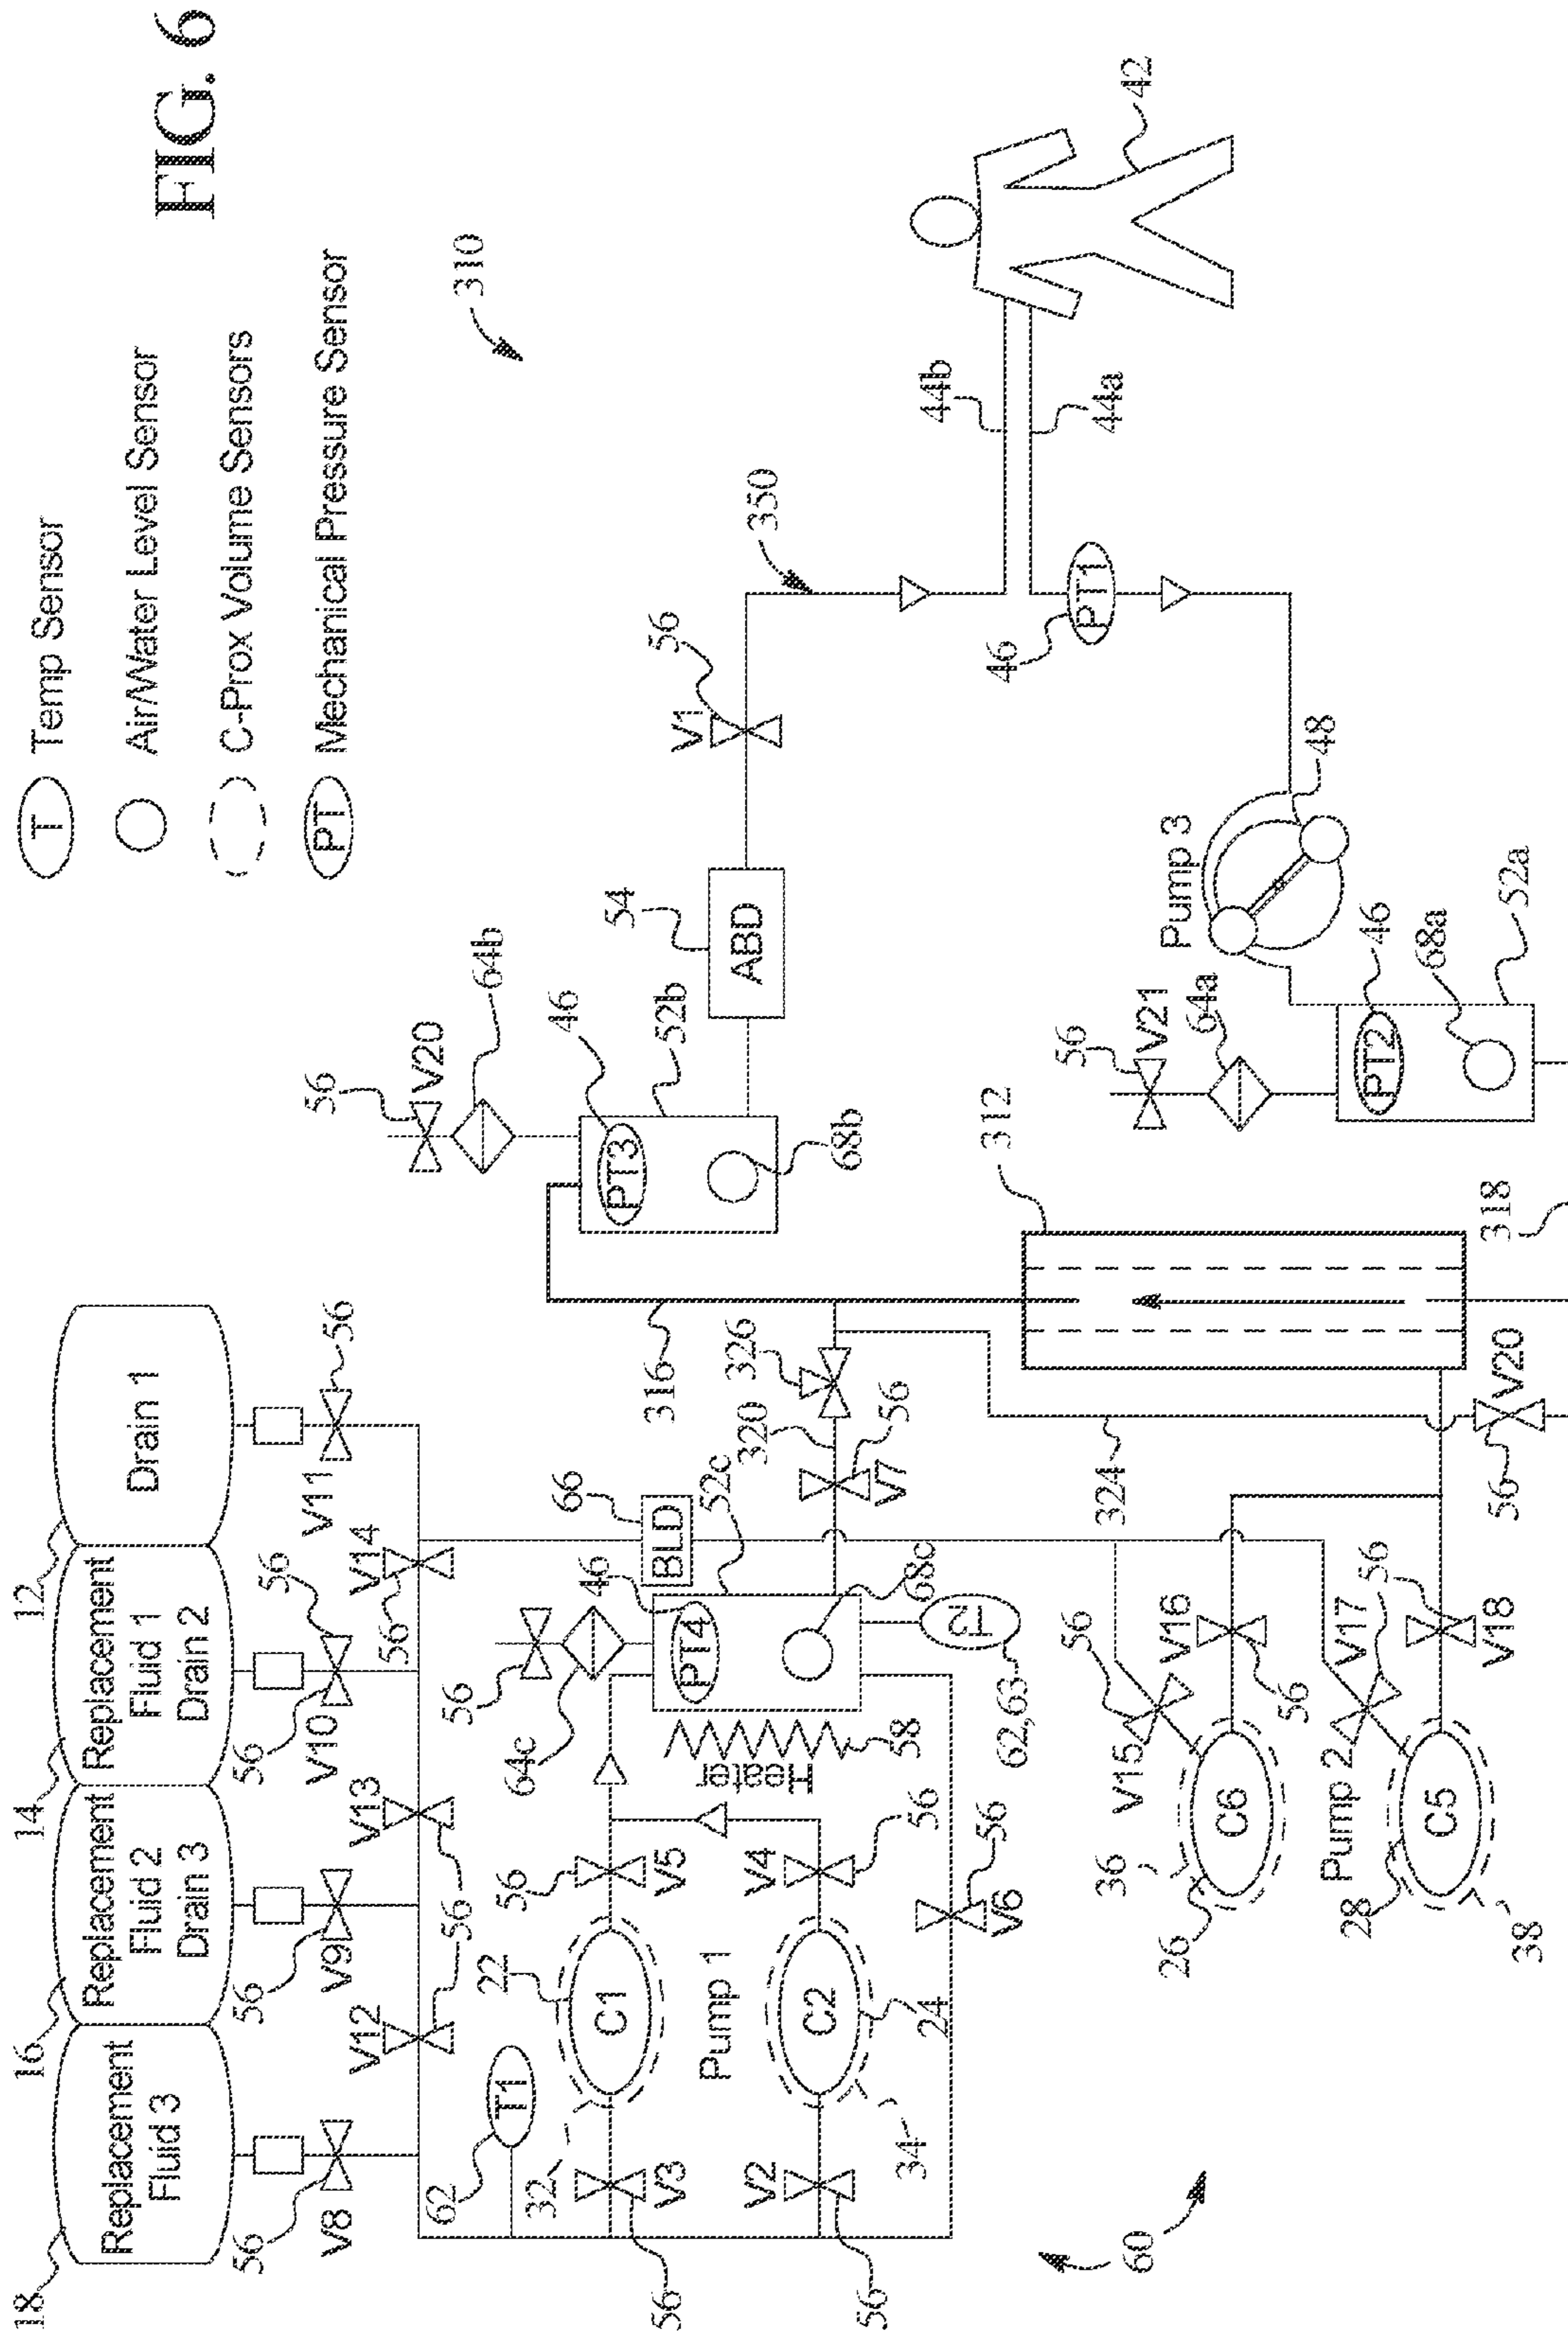 FIG. 6
T Temp Sensor
Air/Water Level Sensor
C-Prox Volume Sensors
PT Mechanical Pressure Sensor
310
18
16
14
12
Replacement
Fluid 3
Replacement
Fluid 2
Drain 3
Replacement
Fluid 1
Drain 2
Drain 1
56
V8
56
V9
56
V10
56
V11
56
V12
56
V13
56
V14
56
62
T1
32
22
C1
V3
56
V5
56
Pump 1
C2
24
34
V2
56
V4
56
V6
56
56
64c
46
PT4
52c
68c
66
BLD
Heater
58
T2
62,63
V7
56
320
326
316
324
56
V20
64b
46
PT3
52b
68b
54
ABD
V1
56
350
44b
44a
42
46
PT1
48
Pump 3
56
V21
64a
46
PT2
68a
52a
312
318
V20
56
V15
56
V16
56
36
C6
26
Pump 2
V17
56
V18
C5
28
38
60